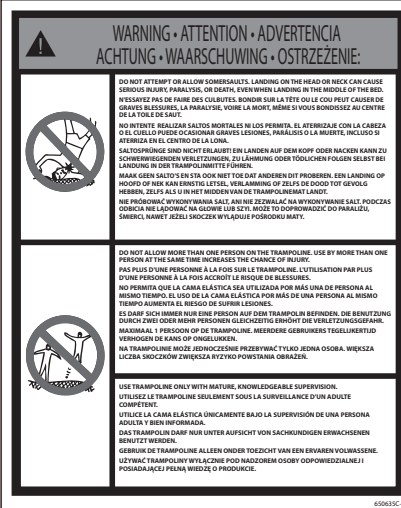 WARNING • ATTENTION • ADVERTENCIA
ACHTUNG • WAARSCHUWING • OSTRZEŻENIE:
DO NOT ATTEMPT OR ALLOW SOMERSAULTS. LANDING ON THE HEAD OR NECK CAN CAUSE
SERIOUS INJURY, PARALYSIS, OR DEATH, EVEN WHEN LANDING IN THE MIDDLE OF THE BED.
N'ESSAYEZ PAS DE FAIRE DES CULBUTES. BONDIR SUR LA TÊTE OU LE COU PEUT CAUSER DE
GRAVES BLESSURES, LA PARALYSIE, VOIRE LA MORT, MÊME SI VOUS BONDISSEZ AU CENTRE
DE LA TOILE DE SAUT.
NO INTENTE REALIZAR SALTOS MORTALES NI LOS PERMITA. EL ATERRIZAJE CON LA CABEZA
O EL CUELLO PUEDE OCASIONAR GRAVES LESIONES, PARÁLISIS O LA MUERTE, INCLUSO SI
ATERRIZA EN EL CENTRO DE LA LONA.
SALTOSPRÜNGE SIND NICHT ERLAUBT! EIN LANDEN AUF DEM KOPF ODER NACKEN KANN ZU
SCHWERWIEGENDEN VERLETZUNGEN, ZU LÄHMUNG ODER TÖDLICHEN FOLGEN SELBST BEI
LANDUNG IN DER TRAMPOLINMITTE FÜHREN.
MAAK GEEN SALTO'S EN STA OOK NIET TOE DAT ANDEREN DIT PROBEREN. EEN LANDING OP
HOOFD OF NEK KAN ERNSTIG LETSEL, VERLAMMING OF ZELFS DE DOOD TOT GEVOLG
HEBBEN, ZELFS ALS U IN HET MIDDEN VAN DE TRAMPOLINEMAT LANDT.
NIE PRÓBOWAĆ WYKONYWANIA SALT, ANI NIE ZEZWALAĆ NA WYKONYWANIE SALT. PODCZAS
ODBICIA NIE LĄDOWAĆ NA GŁOWIE LUB SZYI. MOŻE TO DOPROWADZIĆ DO PARALIŻU,
ŚMIERCI, NAWET JEŻELI SKOCZEK WYLĄDUJE POŚRODKU MATY.
DO NOT ALLOW MORE THAN ONE PERSON ON THE TRAMPOLINE. USE BY MORE THAN ONE
PERSON AT THE SAME TIME INCREASES THE CHANCE OF INJURY.
PAS PLUS D'UNE PERSONNE À LA FOIS SUR LE TRAMPOLINE. L'UTILISATION PAR PLUS
D'UNE PERSONNE À LA FOIS ACCROÎT LE RISQUE DE BLESSURES.
NO PERMITA QUE LA CAMA ELÁSTICA SEA UTILIZADA POR MÁS UNA DE PERSONA AL
MISMO TIEMPO. EL USO DE LA CAMA ELÁSTICA POR MÁS DE UNA PERSONA AL MISMO
TIEMPO AUMENTA EL RIESGO DE SUFRIR LESIONES.
ES DARF SICH IMMER NUR EINE PERSON AUF DEM TRAMPOLIN BEFINDEN. DIE BENUTZUNG
DURCH ZWEI ODER MEHR PERSONEN GLEICHZEITIG ERHÖHT DIE VERLETZUNGSGEFAHR.
MAXIMAAL 1 PERSOON OP DE TRAMPOLINE. MEERDERE GEBRUIKERS TEGELIJKERTIJD
VERHOGEN DE KANS OP ONGELUKKEN.
NA TRAMPOLINIE MOŻE JEDNOCZEŚNIE PRZEBYWAĆ TYLKO JEDNA OSOBA. WIĘKSZA
LICZBA SKOCZKÓW ZWIĘKSZA RYZYKO POWSTANIA OBRAŻEŃ.
USE TRAMPOLINE ONLY WITH MATURE, KNOWLEDGEABLE SUPERVISION.
UTILISEZ LE TRAMPOLINE SEULEMENT SOUS LA SURVEILLANCE D'UN ADULTE
COMPÉTENT.
UTILICE LA CAMA ELÁSTICA ÚNICAMENTE BAJO LA SUPERVISIÓN DE UNA PERSONA
ADULTA Y BIEN INFORMADA.
DAS TRAMPOLIN DARF NUR UNTER AUFSICHT VON SACHKUNDIGEN ERWACHSENEN
BENUTZT WERDEN.
GEBRUIK DE TRAMPOLINE ALLEEN ONDER TOEZICHT VAN EEN ERVAREN VOLWASSENE.
UŻYWAĆ TRAMPOLINY WYŁĄCZNIE POD NADZOREM OSOBY ODPOWIEDZIALNEJ I
POSIADAJĄCEJ PEŁNĄ WIEDZĘ O PRODUKCIE.
650635C-